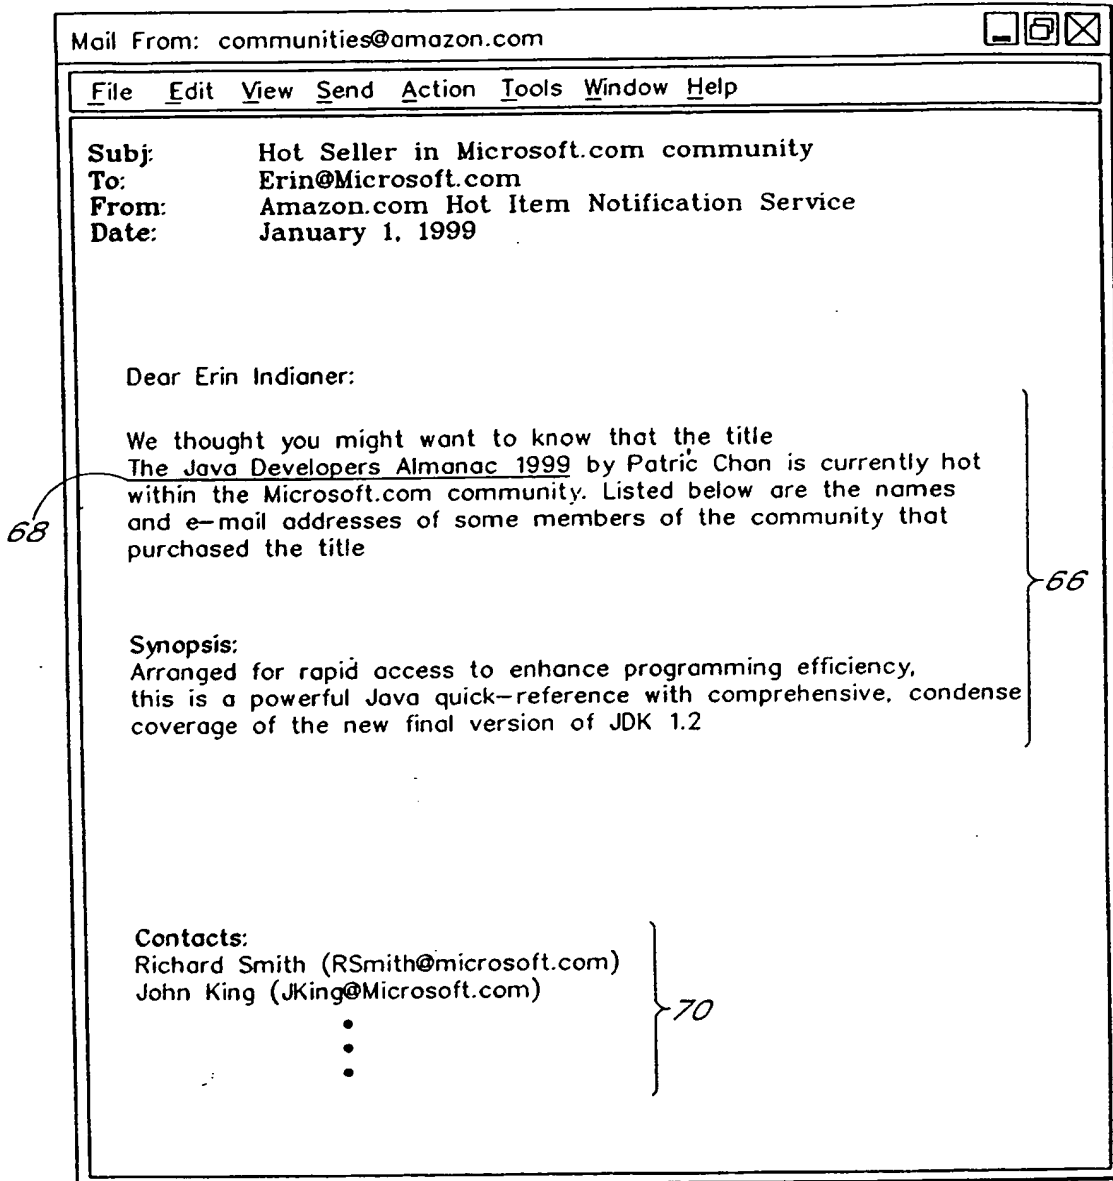 Mail From: communities@amazon.com
File Edit View Send Action Tools Window Help
Subj: Hot Seller in Microsoft.com community
To: Erin@Microsoft.com
From: Amazon.com Hot Item Notification Service
Date: January 1, 1999
Dear Erin Indianer:
We thought you might want to know that the title
The Java Developers Almanac 1999 by Patric Chan is currently hot
within the Microsoft.com community. Listed below are the names
and e-mail addresses of some members of the community that
purchased the title
68
66
Synopsis:
Arranged for rapid access to enhance programming efficiency,
this is a powerful Java quick-reference with comprehensive, condense
coverage of the new final version of JDK 1.2
Contacts:
Richard Smith (RSmith@microsoft.com)
John King (JKing@Microsoft.com)
70